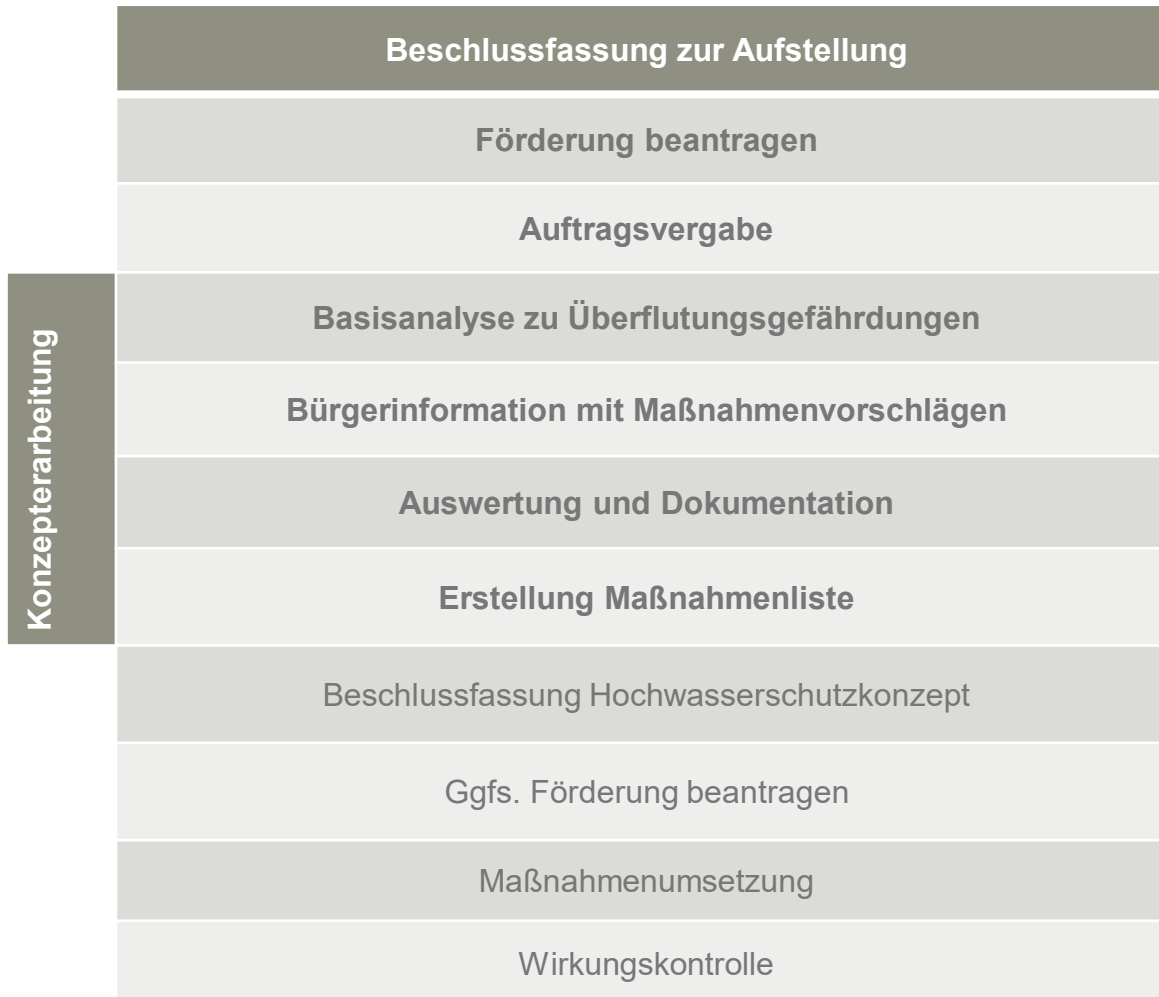 Beschlussfassung zur Aufstellung
Förderung beantragen
Auftragsvergabe
Konzepterarbeitung
Basisanalyse zu Überflutungsgefährdungen
Bürgerinformation mit Maßnahmenvorschlägen
Auswertung und Dokumentation
Erstellung Maßnahmenliste
Beschlussfassung Hochwasserschutzkonzept
Ggfs. Förderung beantragen
Maßnahmenumsetzung
Wirkungskontrolle